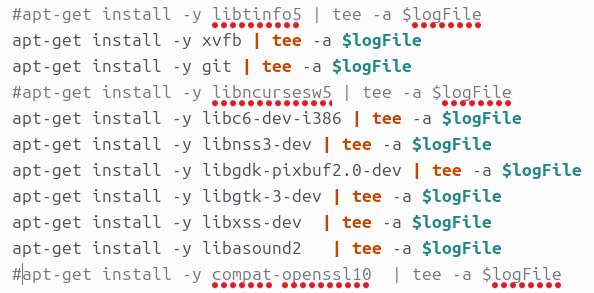 #apt-get install -y libtinfo5 | tee -a $logFile
apt-get install -y xvfb | tee -a $logFile
apt-get install -y git | tee -a $logFile
#apt-get install -y libncursesw5 | tee -a $logFile
apt-get install -y libc6-dev-i386 | tee -a $logFile
apt-get install -y libnss3-dev | tee -a $logFile
apt-get install -y libgdk-pixbuf2.0-dev | tee -a $logFile
apt-get install -y libgtk-3-dev | tee -a $logFile
apt-get install -y libxss-dev  | tee -a $logFile
apt-get install -y libasound2   | tee -a $logFile
#apt-get install -y compat-openssl10  | tee -a $logFile